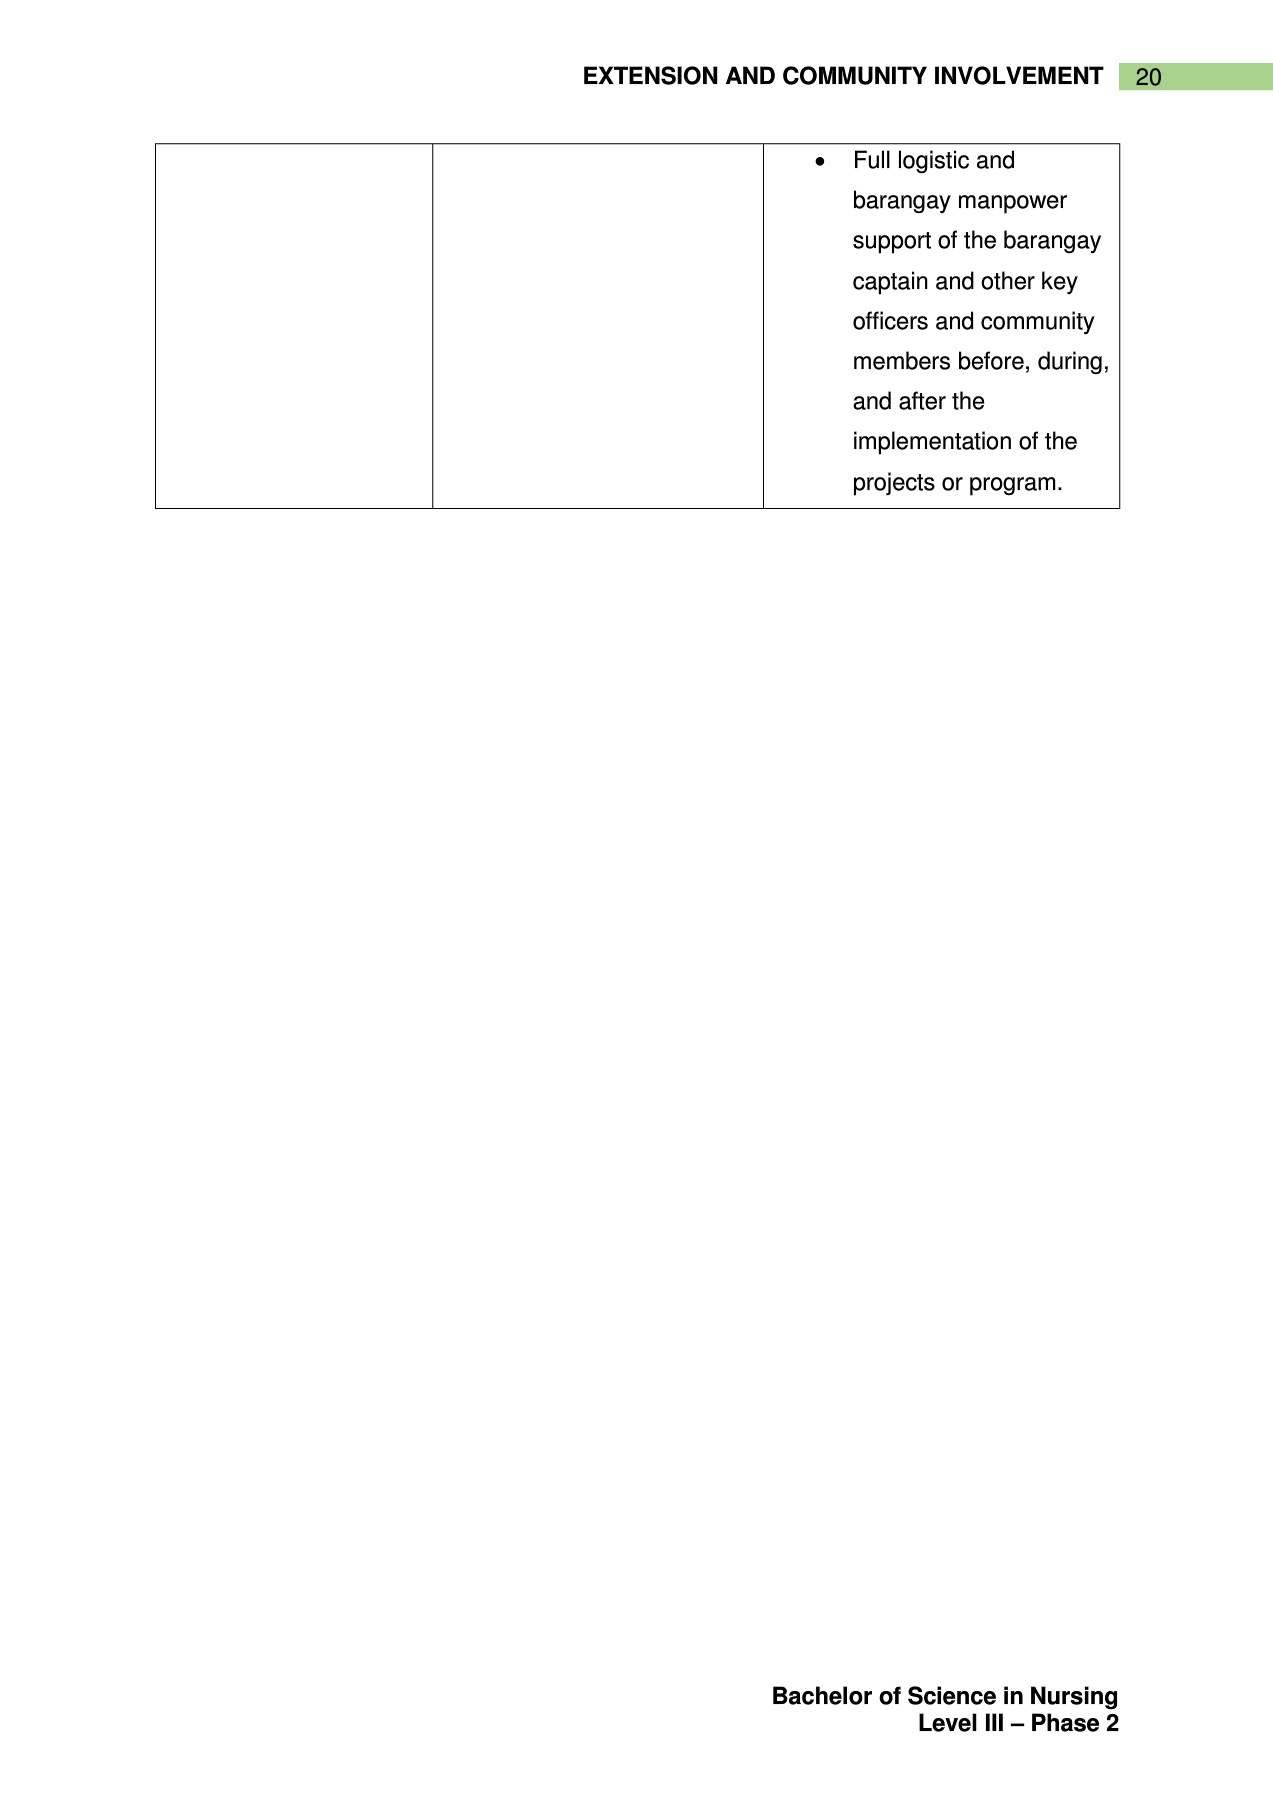 EXTENSION AND COMMUNITY INVOLVEMENT 20
• Full logistic and
barangay manpower
support of the barangay
captain and other key
officers and community
members before, during,
and after the
implementation of the
projects or program.
Bachelor of Science in Nursing
Level III – Phase 2